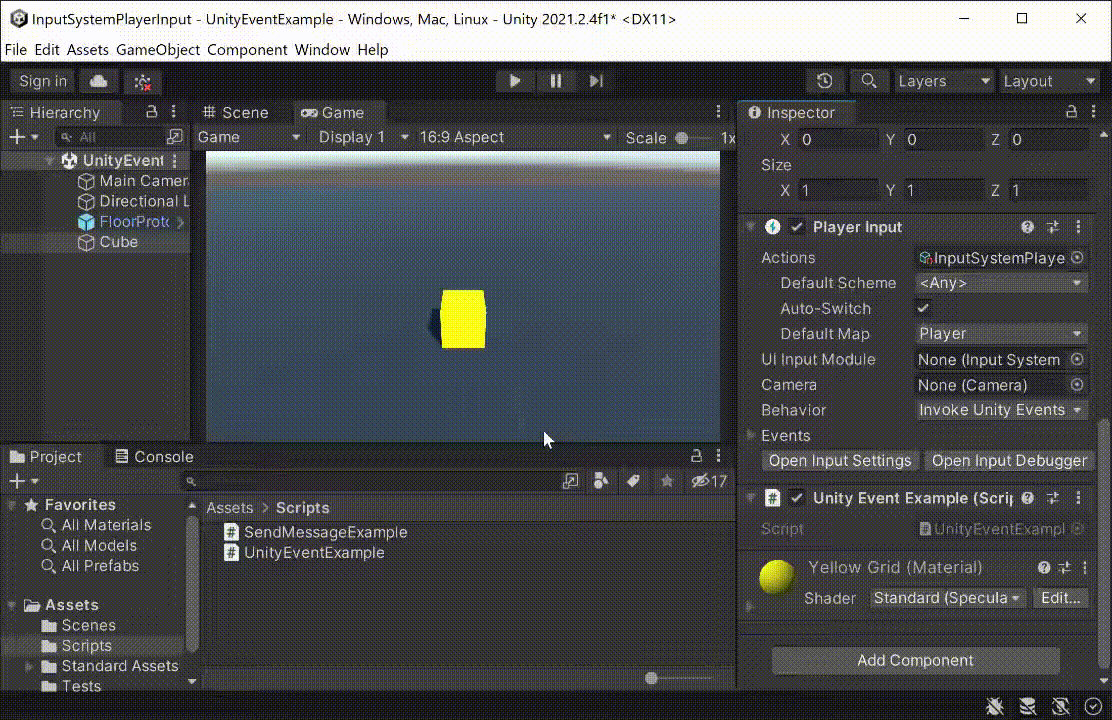 InputSystemPlayerInput - UnityEventExample - Windows, Mac, Linux - Unity 2021.2.4f1* <DX11>
File Edit Assets GameObject Component Window Help
Sign in
Layers
Layout
Hierarchy
All
UnityEvent
Main Camer
Directional L
FloorProto
Cube
Scene
Game
Game
Display 1
16:9 Aspect
Scale
1x
Inspector
X 0 Y 0 Z 0
Size
X 1 Y 1 Z 1
Player Input
Actions InputSystemPlaye
Default Scheme <Any>
Auto-Switch
Default Map Player
UI Input Module None (Input System
Camera None (Camera)
Behavior Invoke Unity Events
Events
Open Input Settings Open Input Debugger
# Unity Event Example (Scrip
Script # UnityEventExampl
Yellow Grid (Material)
Shader Standard (Specula Edit...
Add Component
Project
Console
17
Favorites
All Materials
All Models
All Prefabs
Assets
Scenes
Scripts
Standard Assets
Tests
Assets > Scripts
# SendMessageExample
# UnityEventExample